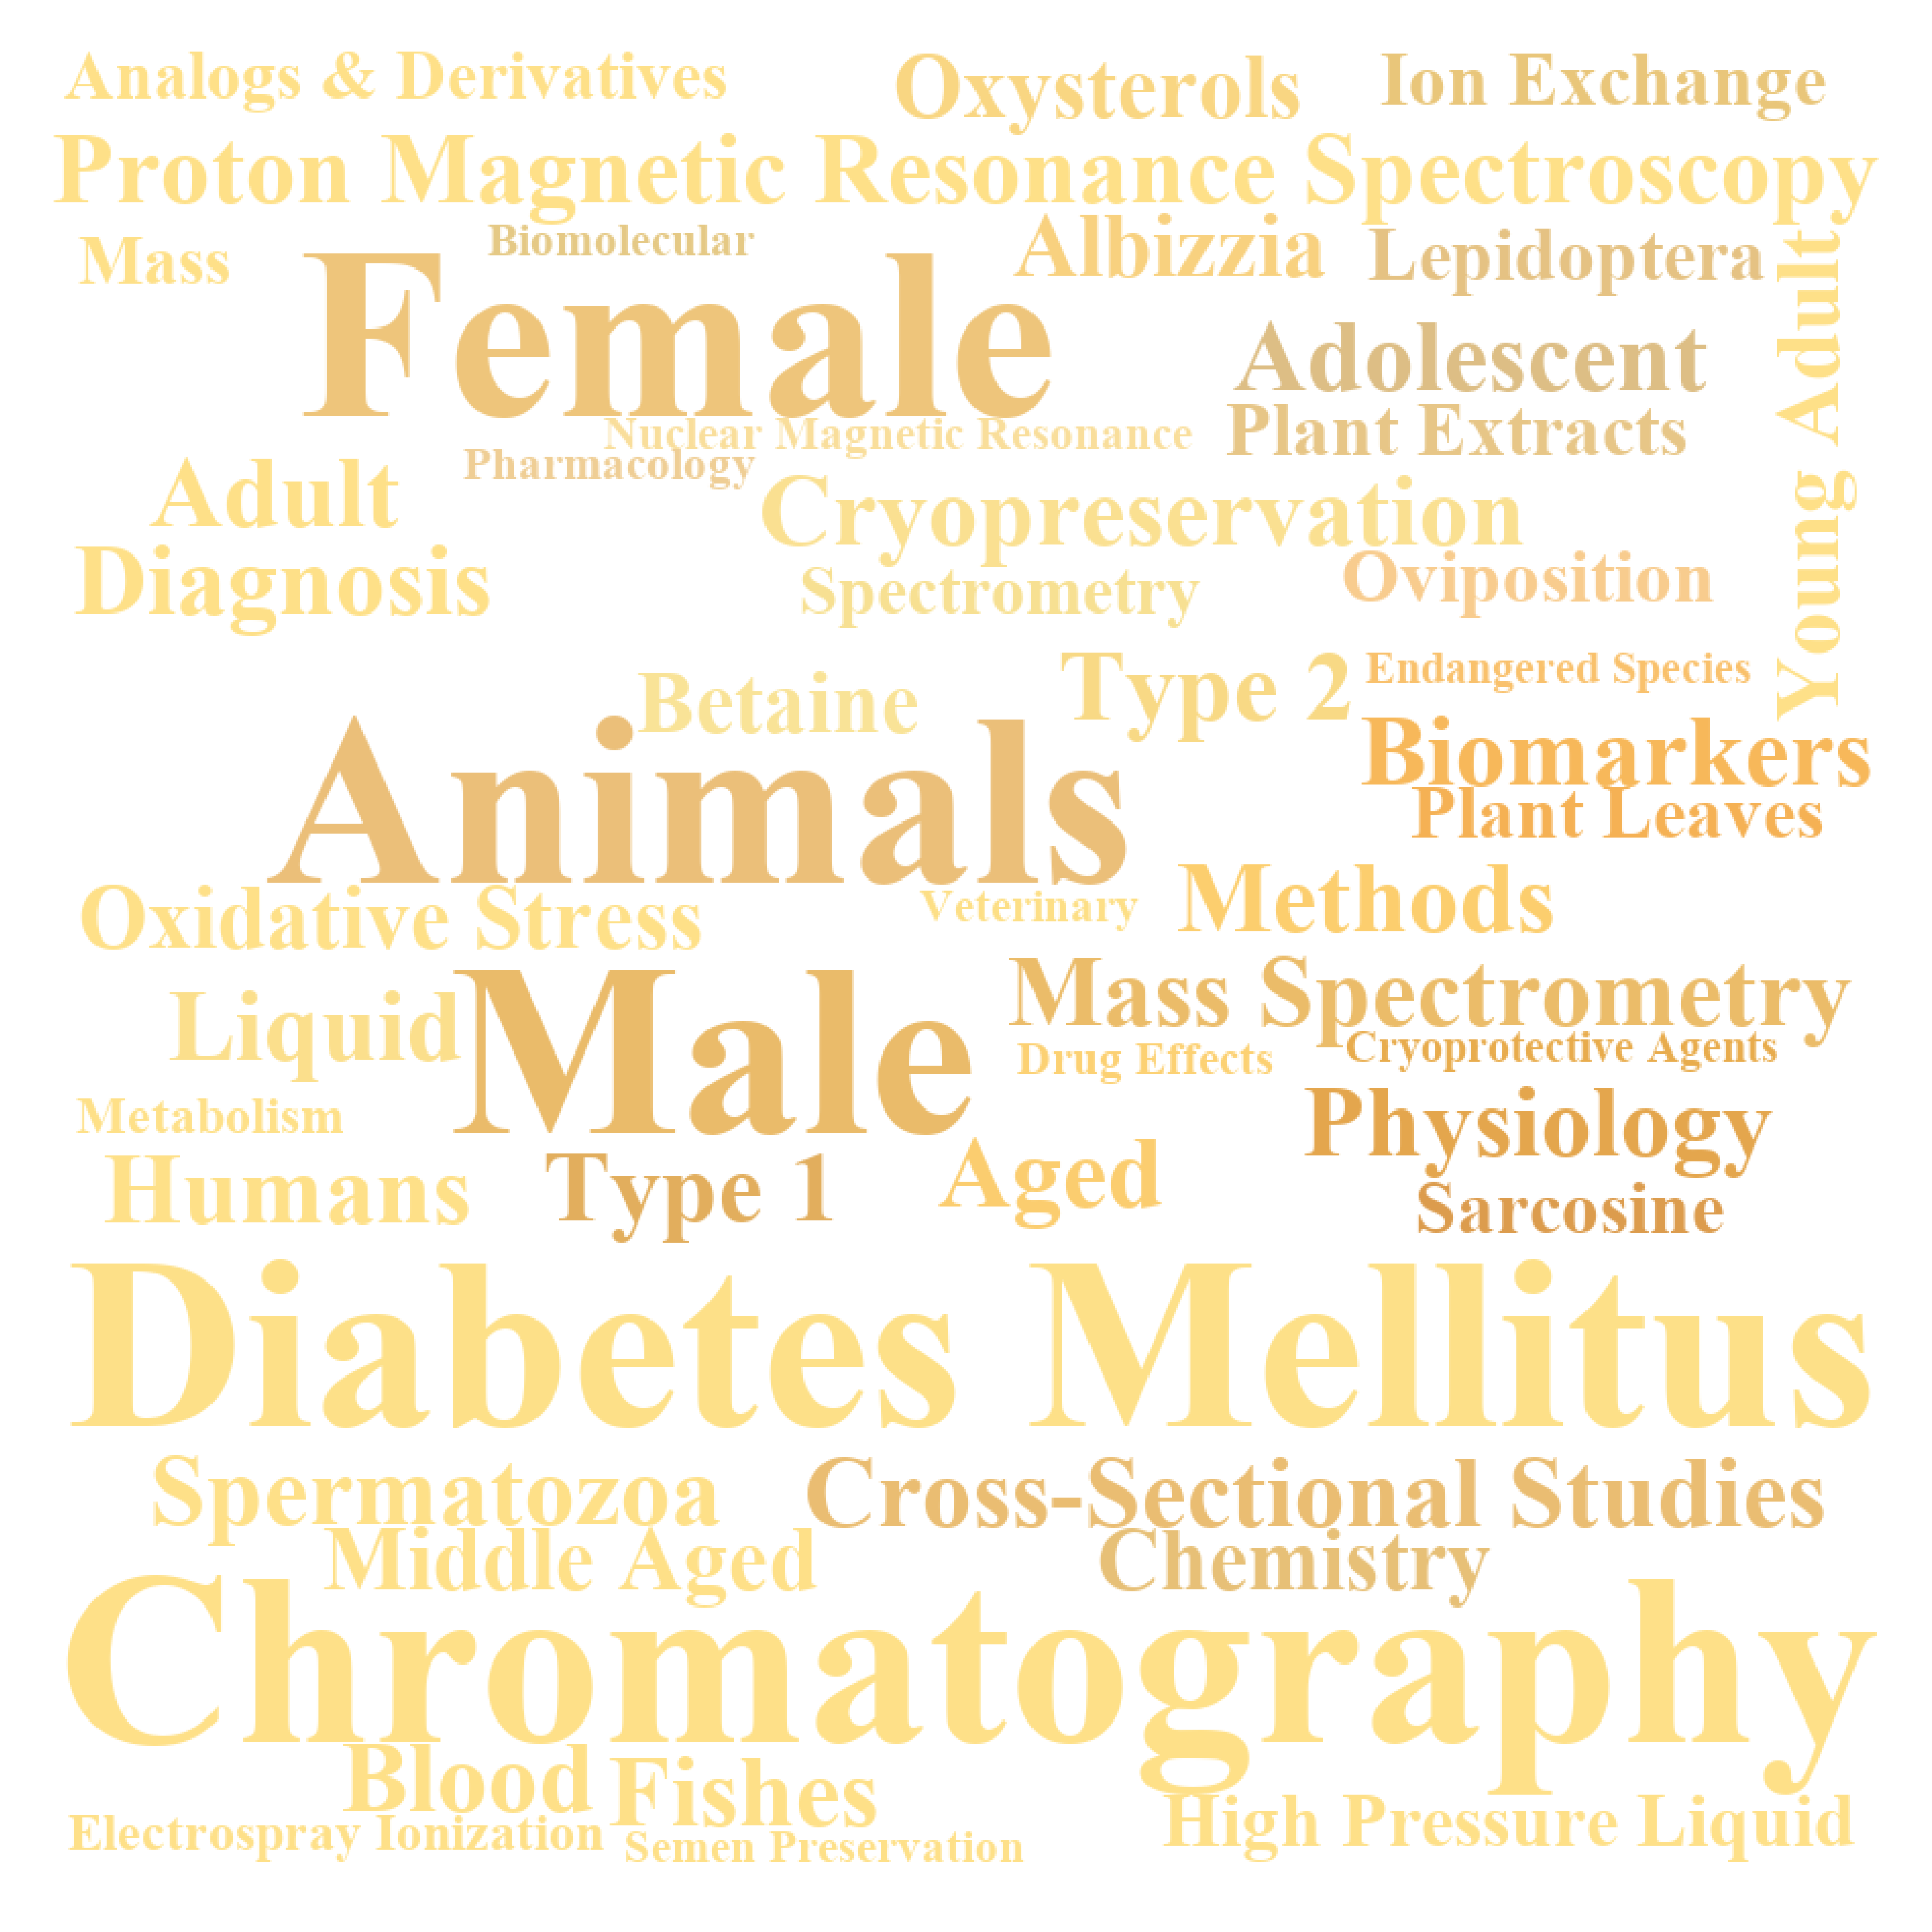 Analogs & Derivatives
Oxysterols
Ion Exchange
Proton Magnetic Resonance Spectroscopy
Mass
Biomolecular
Female
Albizzia
Lepidoptera
Young Adult
Adolescent
Nuclear Magnetic Resonance
Plant Extracts
Pharmacology
Adult
Cryopreservation
Diagnosis
Spectrometry
Oviposition
Betaine
Type 2
Endangered Species
Animals
Biomarkers
Plant Leaves
Oxidative Stress
Veterinary
Methods
Liquid
Male
Mass Spectrometry
Drug Effects
Cryoprotective Agents
Metabolism
Physiology
Humans
Type 1
Aged
Sarcosine
Diabetes Mellitus
Spermatozoa
Cross-Sectional Studies
Middle Aged
Chemistry
Chromatography
Blood
Fishes
High Pressure Liquid
Electrospray Ionization
Semen Preservation